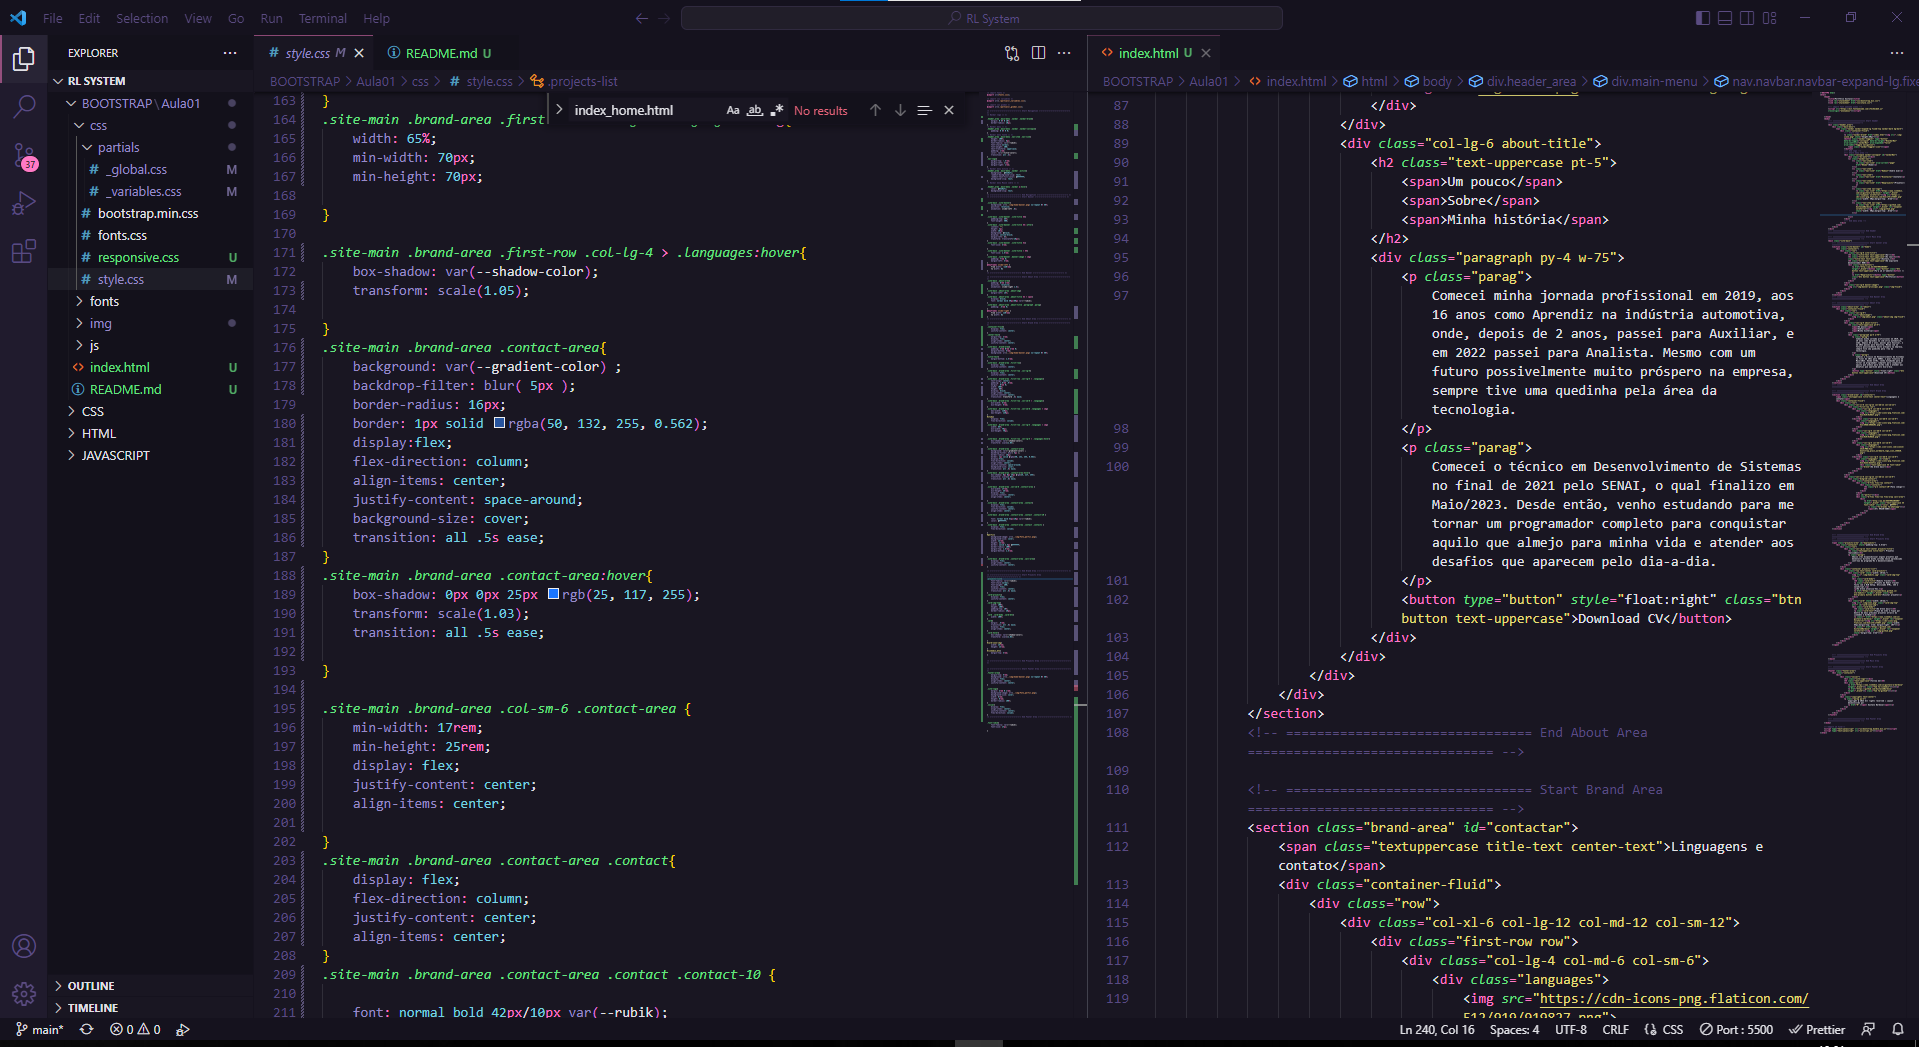 File Edit Selection View Go Run Terminal Help
RL System
EXPLORER
RL SYSTEM
BOOTSTRAP \ Aula01
css
partials
# _global.css M
# _variables.css M
# bootstrap.min.css
# fonts.css
# responsive.css U
# style.css M
fonts
img
js
<> index.html U
README.md U
CSS
HTML
JAVASCRIPT
OUTLINE
TIMELINE
37
# style.css M
README.md U
BOOTSTRAP > Aula01 > css > # style.css > .projects-list
index_home.html Aa ab .* No results
163 }
164 .site-main .brand-area .first
165 width: 65%;
166 min-width: 70px;
167 min-height: 70px;
168
169 }
170
171 .site-main .brand-area .first-row .col-lg-4 > .languages:hover{
172 box-shadow: var(--shadow-color);
173 transform: scale(1.05);
174
175 }
176 .site-main .brand-area .contact-area{
177 background: var(--gradient-color) ;
178 backdrop-filter: blur( 5px );
179 border-radius: 16px;
180 border: 1px solid rgba(50, 132, 255, 0.562);
181 display:flex;
182 flex-direction: column;
183 align-items: center;
184 justify-content: space-around;
185 background-size: cover;
186 transition: all .5s ease;
187 }
188 .site-main .brand-area .contact-area:hover{
189 box-shadow: 0px 0px 25px rgb(25, 117, 255);
190 transform: scale(1.03);
191 transition: all .5s ease;
192
193 }
194
195 .site-main .brand-area .col-sm-6 .contact-area {
196 min-width: 17rem;
197 min-height: 25rem;
198 display: flex;
199 justify-content: center;
200 align-items: center;
201
202 }
203 .site-main .brand-area .contact-area .contact{
204 display: flex;
205 flex-direction: column;
206 justify-content: center;
207 align-items: center;
208 }
209 .site-main .brand-area .contact-area .contact .contact-10 {
210
211 font: normal bold 42px/10px var(--rubik);
<> index.html U
BOOTSTRAP > Aula01 > <> index.html > html > body > div.header_area > div.main-menu > nav.navbar.navbar-expand-lg.fixe
87 </div>
88 </div>
89 <div class="col-lg-6 about-title">
90 <h2 class="text-uppercase pt-5">
91 <span>Um pouco</span>
92 <span>Sobre</span>
93 <span>Minha história</span>
94 </h2>
95 <div class="paragraph py-4 w-75">
96 <p class="parag">
97 Comecei minha jornada profissional em 2019, aos
16 anos como Aprendiz na indústria automotiva,
onde, depois de 2 anos, passei para Auxiliar, e
em 2022 passei para Analista. Mesmo com um
futuro possivelmente muito próspero na empresa,
sempre tive uma quedinha pela área da
tecnologia.
98 </p>
99 <p class="parag">
100 Comecei o técnico em Desenvolvimento de Sistemas
no final de 2021 pelo SENAI, o qual finalizo em
Maio/2023. Desde então, venho estudando para me
tornar um programador completo para conquistar
aquilo que almejo para minha vida e atender aos
desafios que aparecem pelo dia-a-dia.
101 </p>
102 <button type="button" style="float:right" class="btn
button text-uppercase">Download CV</button>
103 </div>
104 </div>
105 </div>
106 </div>
107 </section>
108 <!-- ================================ End About Area
================================ -->
109
110 <!-- ================================ Start Brand Area
================================ -->
111 <section class="brand-area" id="contactar">
112 <span class="textuppercase title-text center-text">Linguagens e
contato</span>
113 <div class="container-fluid">
114 <div class="row">
115 <div class="col-xl-6 col-lg-12 col-md-12 col-sm-12">
116 <div class="first-row row">
117 <div class="col-lg-4 col-md-6 col-sm-6">
118 <div class="languages">
119 <img src="https://cdn-icons-png.flaticon.com/
512/919/919827.png">
main* 0 0
Ln 240, Col 16 Spaces: 4 UTF-8 CRLF CSS Port : 5500 Prettier